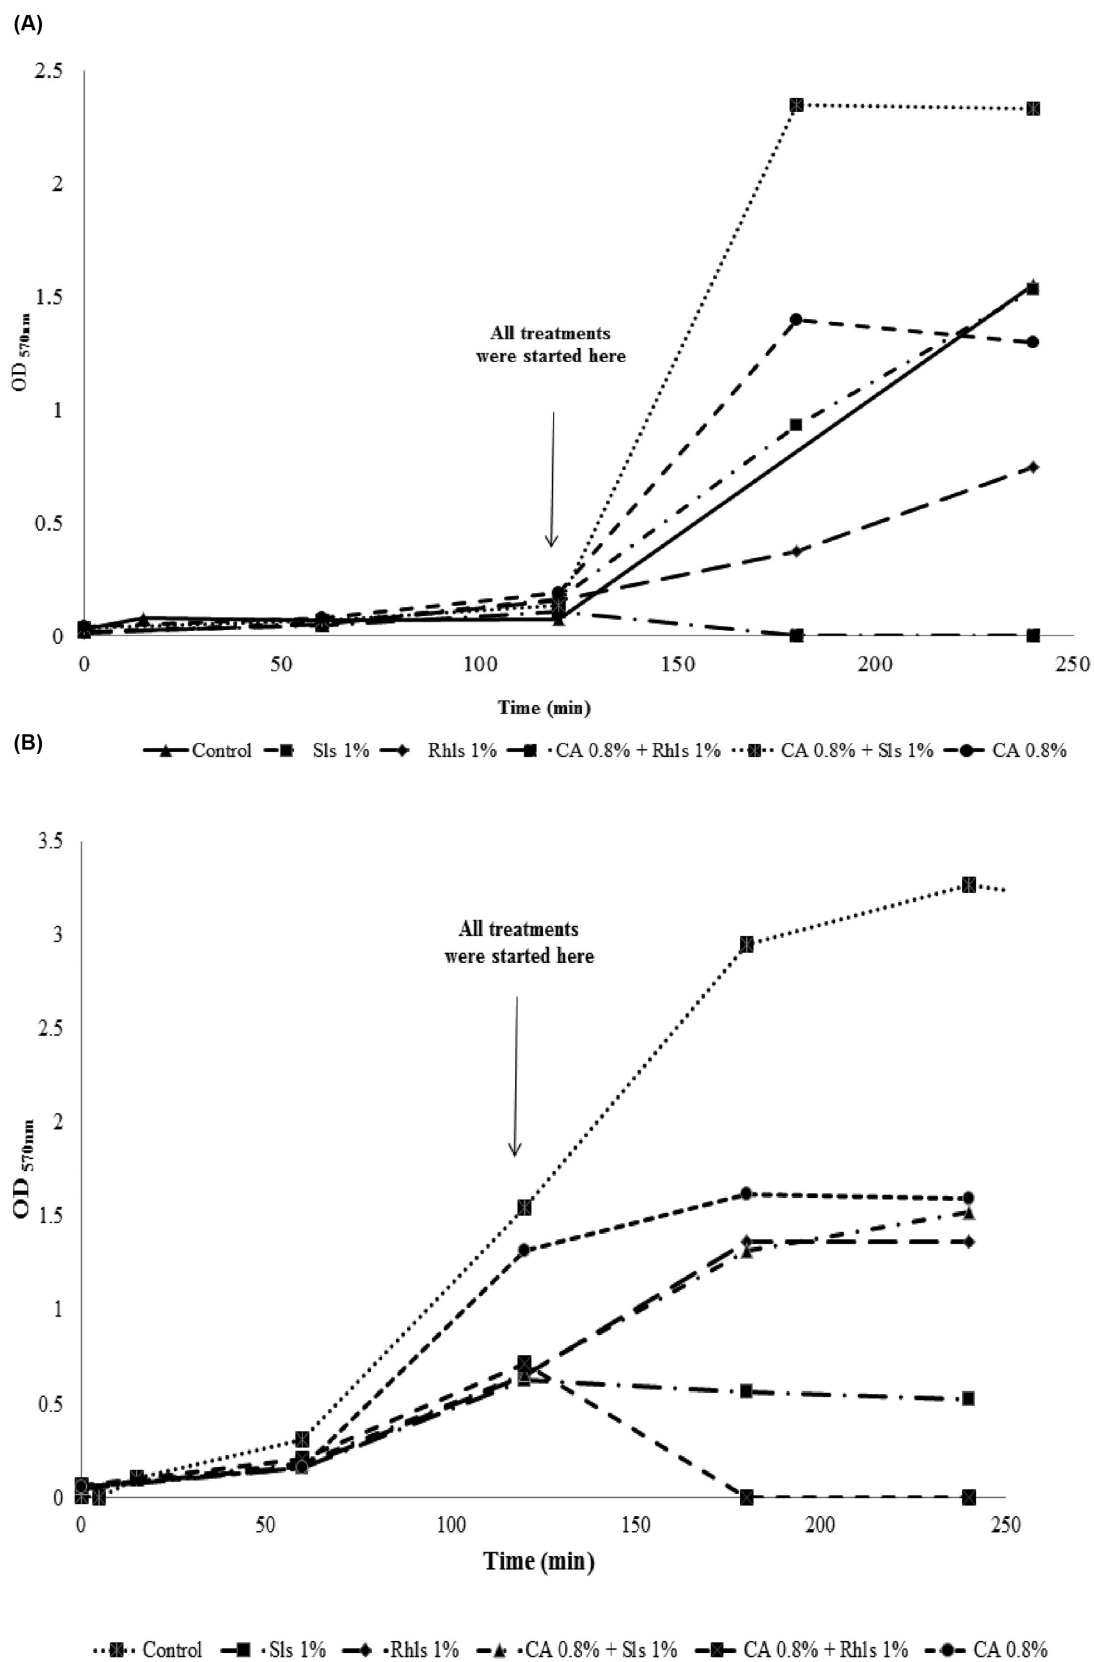 (A)
2.5
2
1.5
1
0.5
0
OD 570nm
All treatments
were started here
0 50 100 150 200 250
Time (min)
Control Sls 1% Rhls 1% CA 0.8% + Rhls 1% CA 0.8% + Sls 1% CA 0.8%
(B)
3.5
3
2.5
2
1.5
1
0.5
0
OD 570nm
All treatments
were started here
0 50 100 150 200 250
Time (min)
Control Sls 1% Rhls 1% CA 0.8% + Sls 1% CA 0.8% + Rhls 1% CA 0.8%